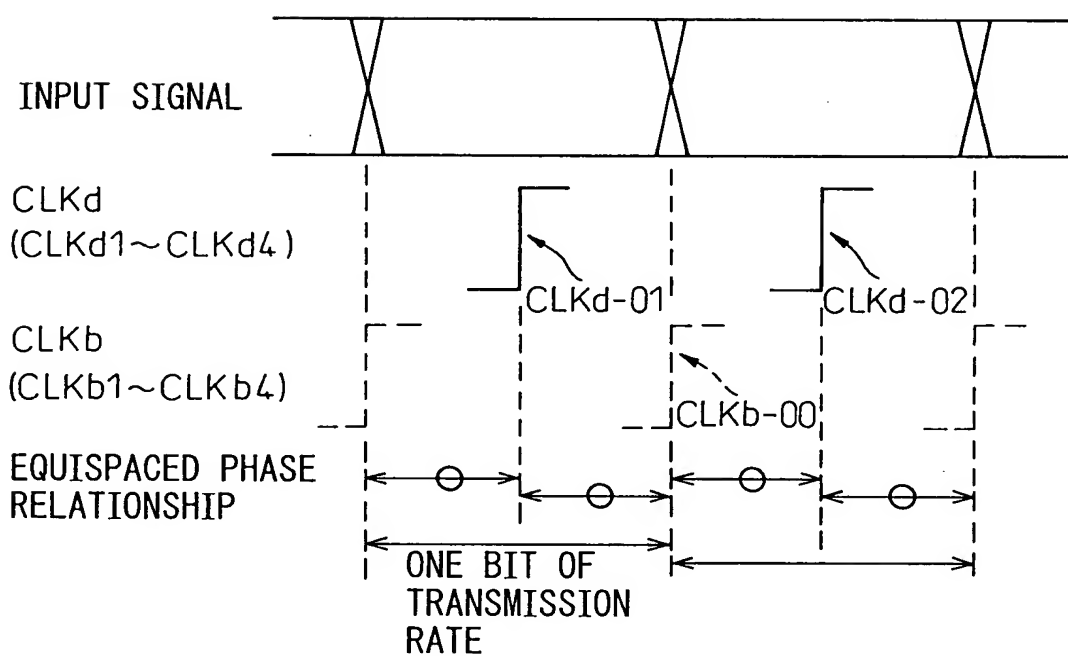 INPUT SIGNAL
CLKd
(CLKd1～CLKd4)
CLKd-01
CLKd-02
CLKb
(CLKb1～CLKb4)
CLKb-00
EQUISPACED PHASE
RELATIONSHIP
ONE BIT OF
TRANSMISSION
RATE